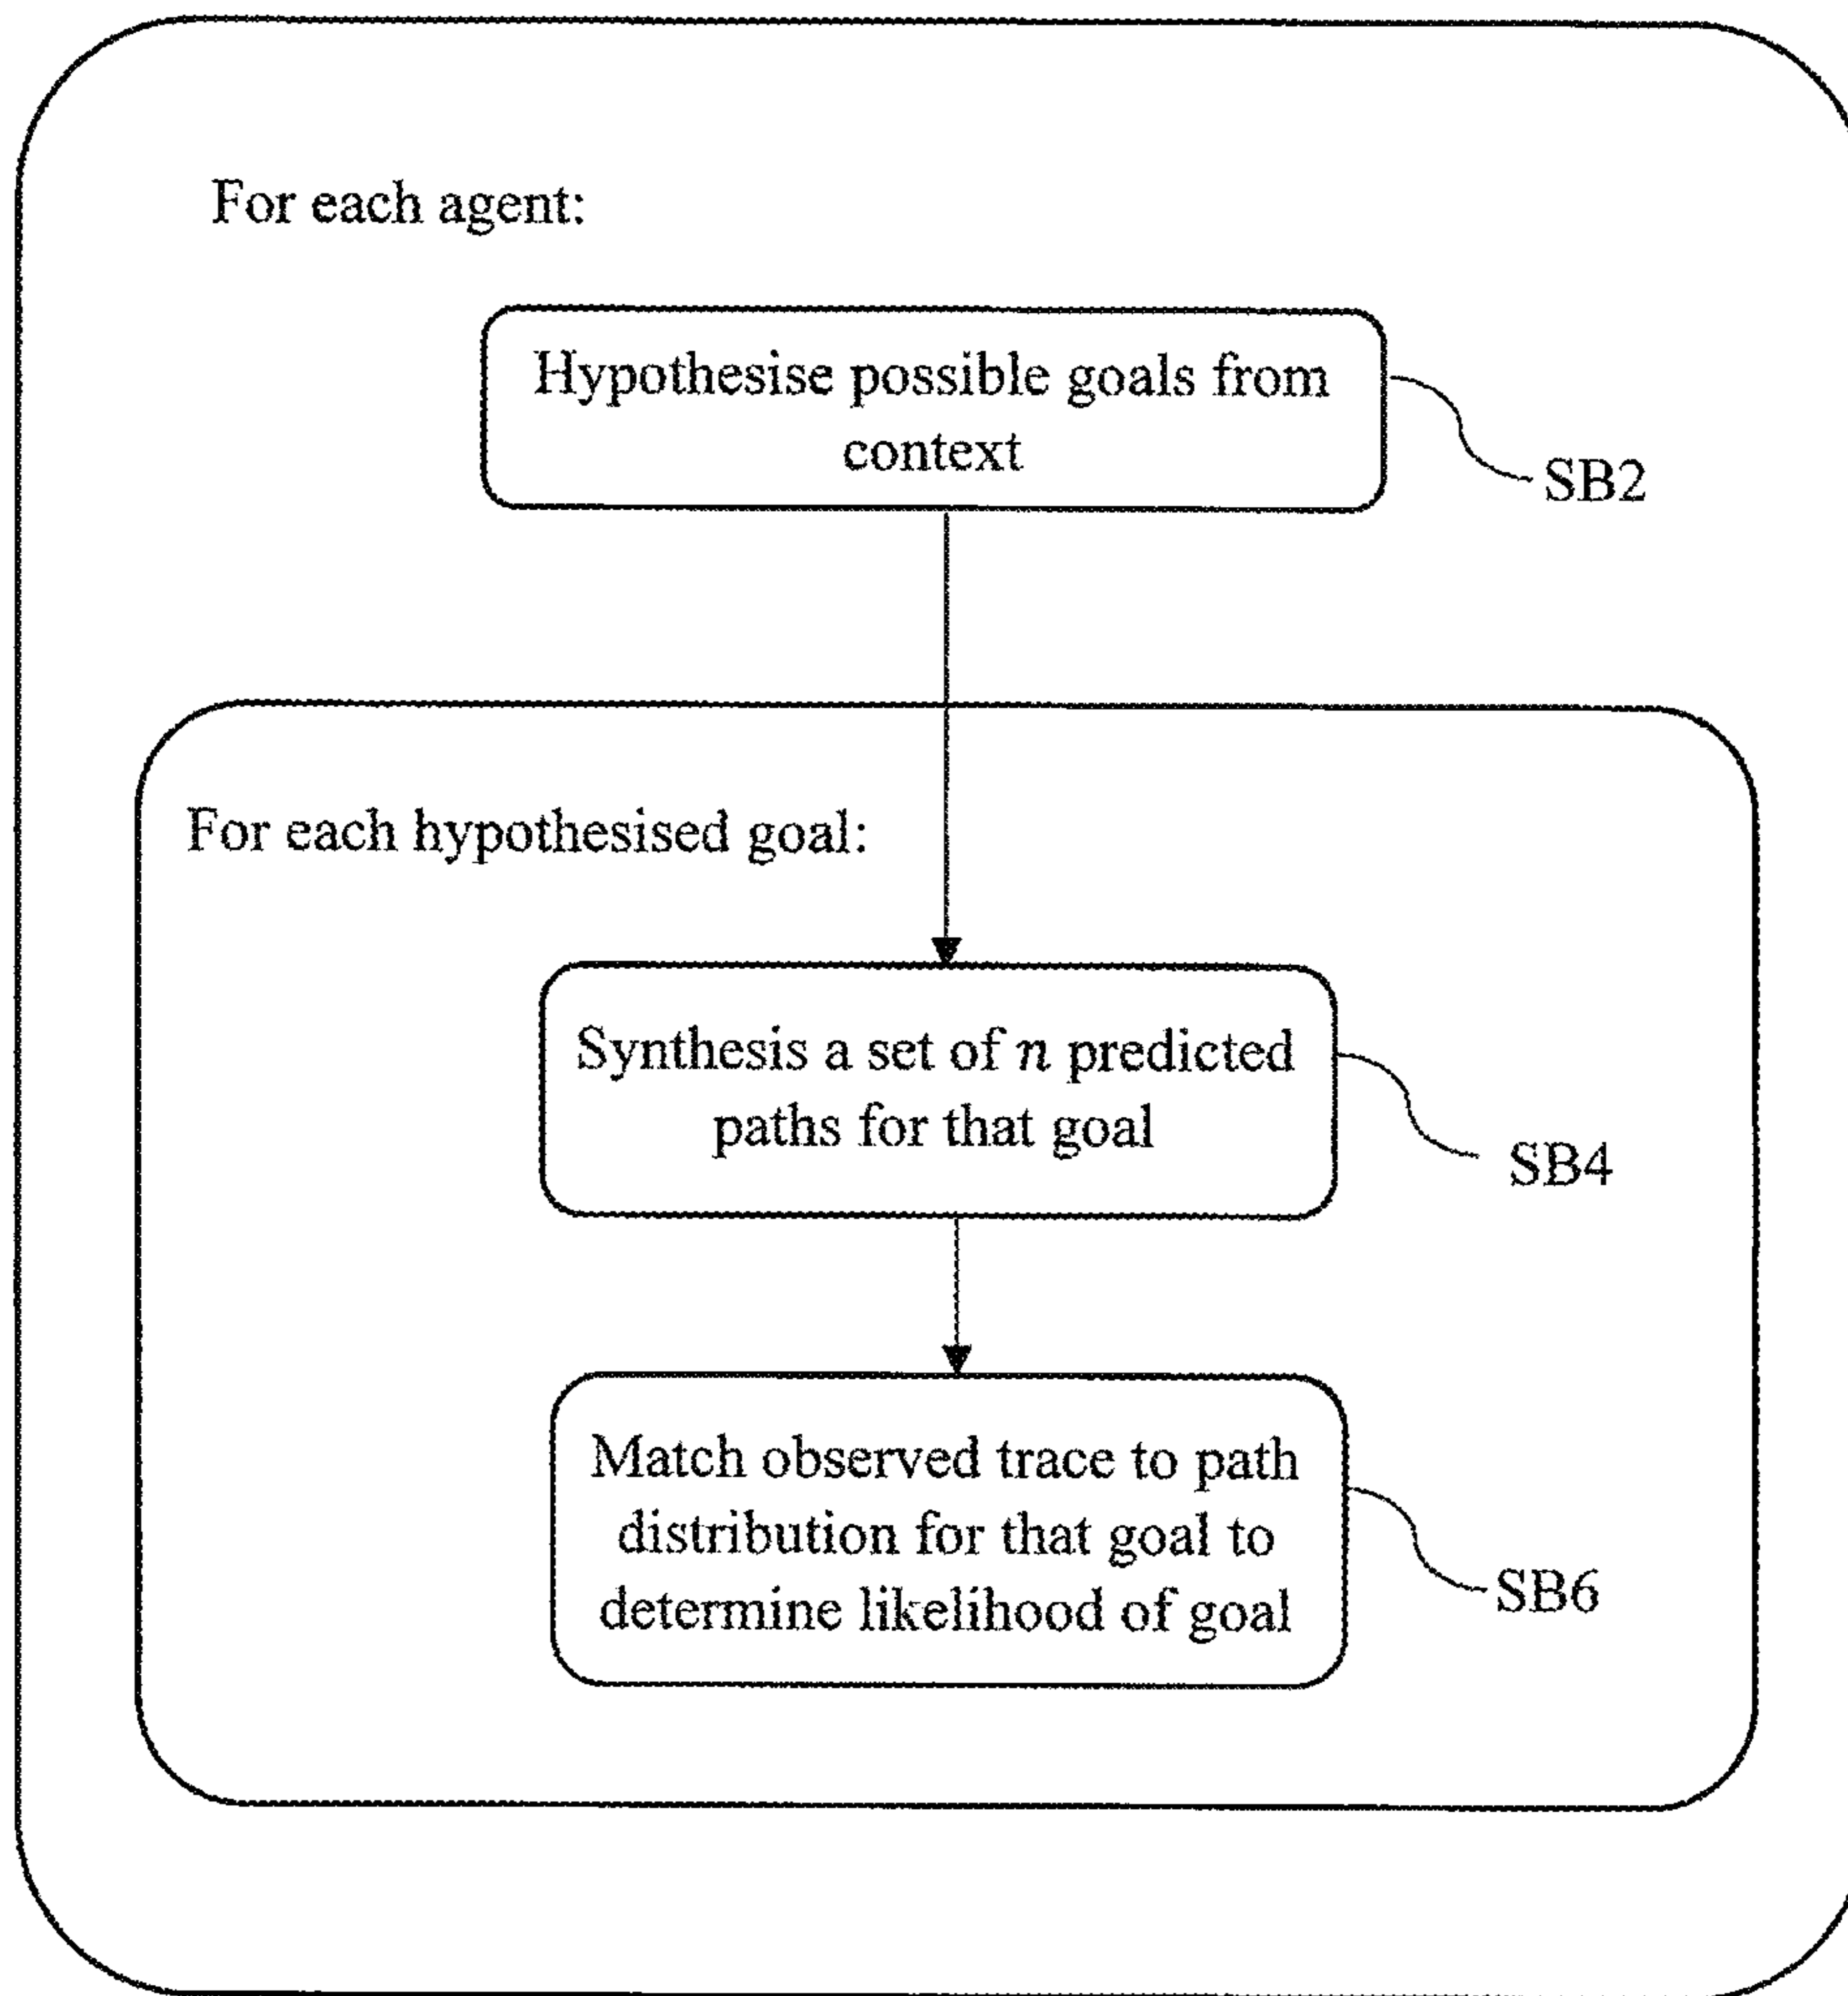 For each agent:
Hypothesise possible goals from
context
SB2
For each hypothesised goal:
Synthesis a set of n predicted
paths for that goal
SB4
Match observed trace to path
distribution for that goal to
determine likelihood of goal
SB6